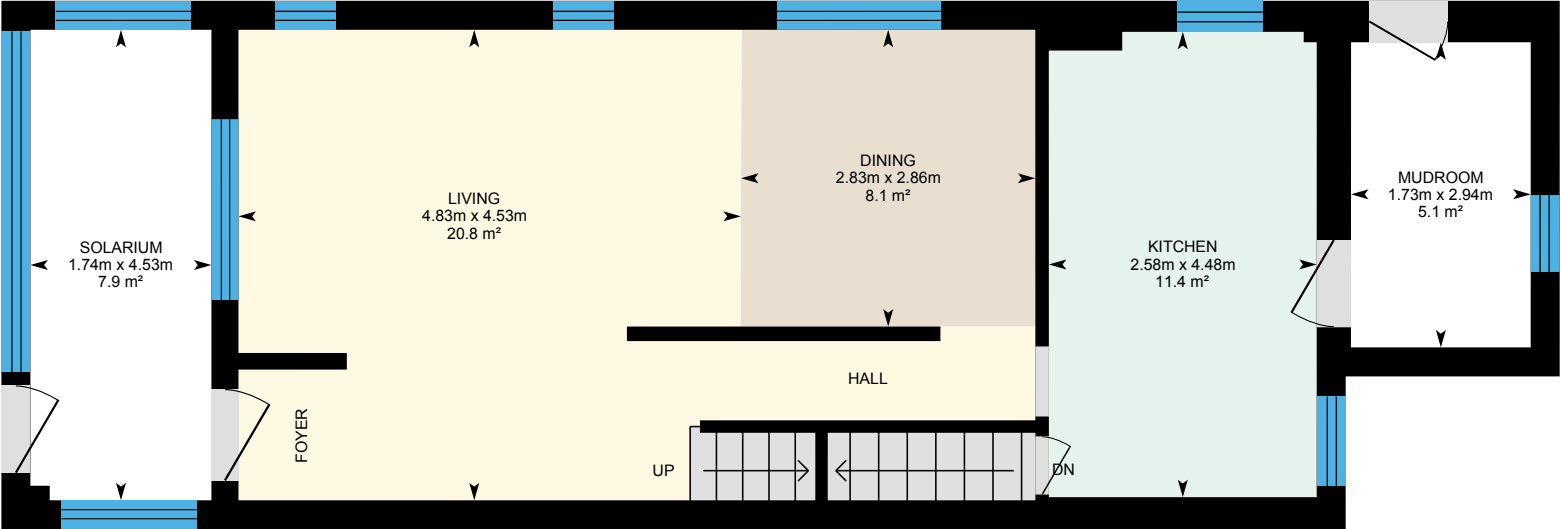 SOLARIUM
1.74m x 4.53m
7.9 m²
LIVING
4.83m x 4.53m
20.8 m²
DINING
2.83m x 2.86m
8.1 m²
KITCHEN
2.58m x 4.48m
11.4 m²
MUDROOM
1.73m x 2.94m
5.1 m²
HALL
FOYER
UP
DN